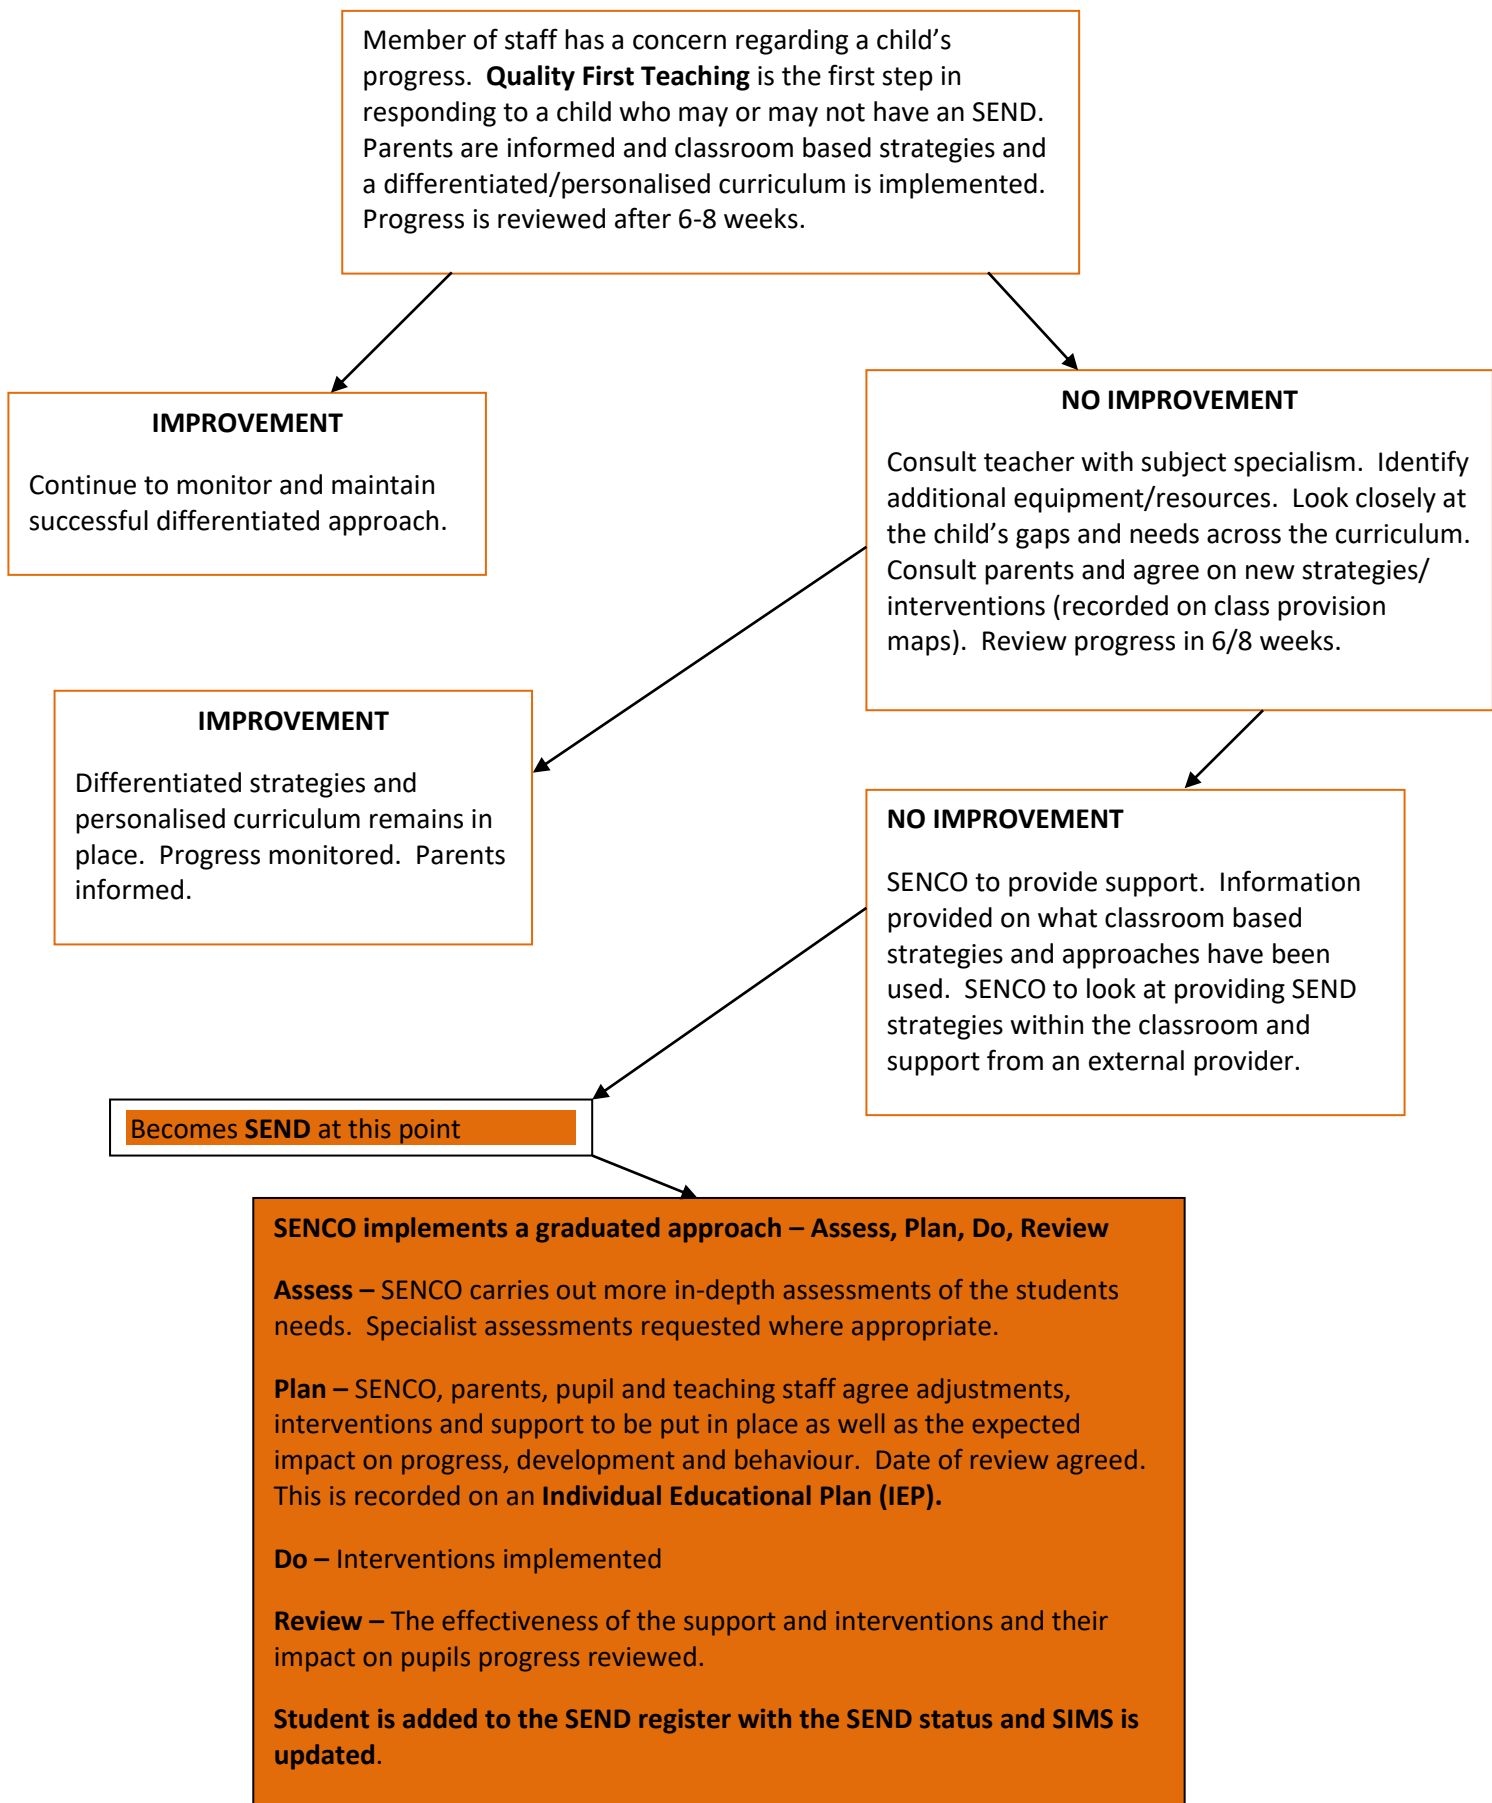 Member of staff has a concern regarding a child’s
progress.  Quality First Teaching is the first step in
responding to a child who may or may not have an SEND.
Parents are informed and classroom based strategies and
a differentiated/personalised curriculum is implemented.
Progress is reviewed after 6-8 weeks.
IMPROVEMENT
Continue to monitor and maintain
successful differentiated approach.
NO IMPROVEMENT
Consult teacher with subject specialism.  Identify
additional equipment/resources.  Look closely at
the child’s gaps and needs across the curriculum.
Consult parents and agree on new strategies/
interventions (recorded on class provision
maps).  Review progress in 6/8 weeks.
IMPROVEMENT
Differentiated strategies and
personalised curriculum remains in
place.  Progress monitored.  Parents
informed.
NO IMPROVEMENT
SENCO to provide support.  Information
provided on what classroom based
strategies and approaches have been
used.  SENCO to look at providing SEND
strategies within the classroom and
support from an external provider.
Becomes SEND at this point
SENCO implements a graduated approach – Assess, Plan, Do, Review
Assess – SENCO carries out more in-depth assessments of the students
needs.  Specialist assessments requested where appropriate.
Plan – SENCO, parents, pupil and teaching staff agree adjustments,
interventions and support to be put in place as well as the expected
impact on progress, development and behaviour.  Date of review agreed.
This is recorded on an Individual Educational Plan (IEP).
Do – Interventions implemented
Review – The effectiveness of the support and interventions and their
impact on pupils progress reviewed.
Student is added to the SEND register with the SEND status and SIMS is
updated.